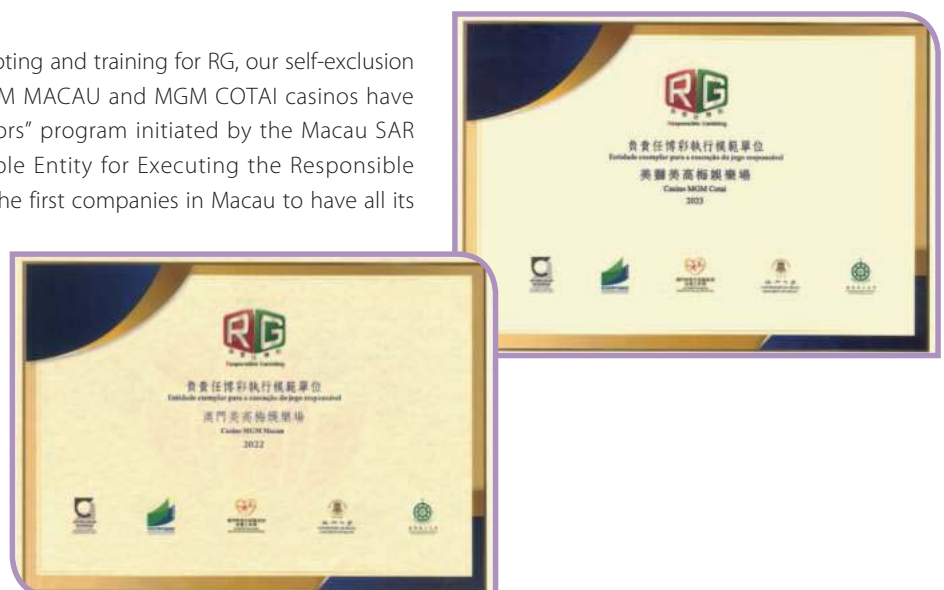 oting and training for RG, our self-exclusion
M MACAU and MGM COTAI casinos have
ors” program initiated by the Macau SAR
ble Entity for Executing the Responsible
he first companies in Macau to have all its
RG
Responsible Gambling
負責任博彩執行模範單位
Entidade exemplar para a execução do jogo responsável
美獅美高梅娛樂場
Casino MGM Cotai
2023
RG
Responsible Gambling
負責任博彩執行模範單位
Entidade exemplar para a execução do jogo responsável
澳門美高梅娛樂場
Casino MGM Macau
2022